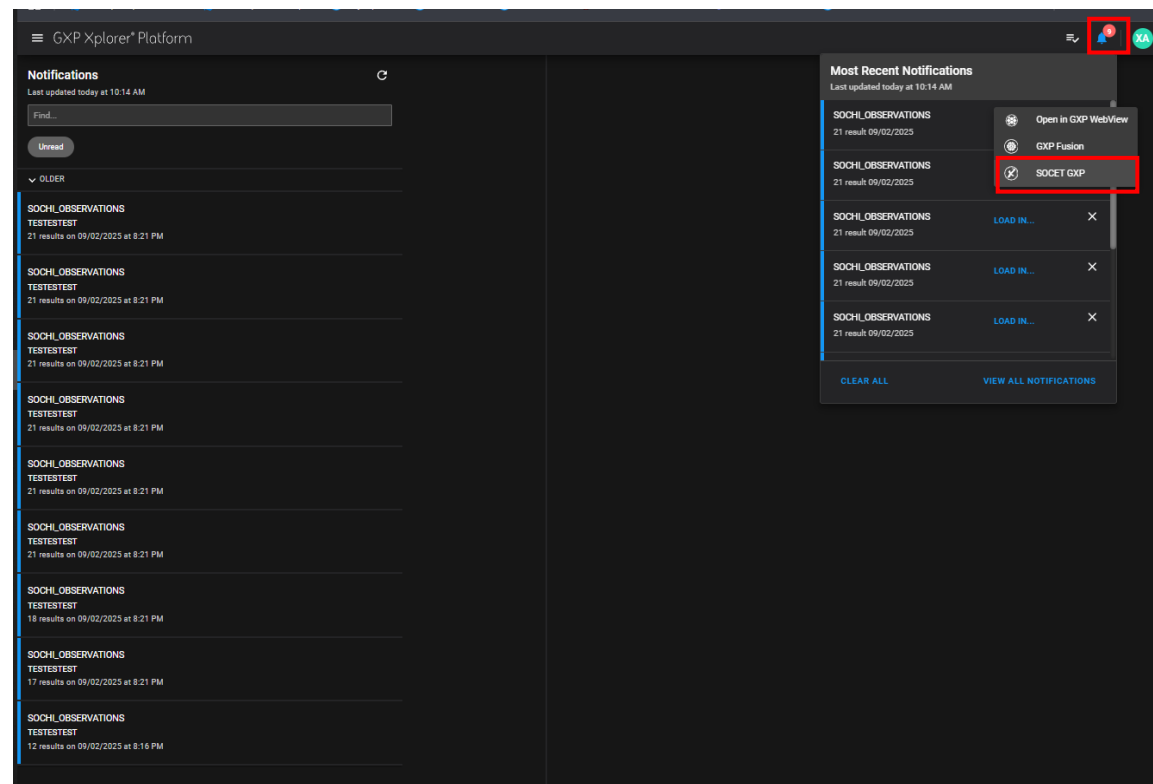 GXP Xplorer® Platform
9
XA
Notifications
Last updated today at 10:14 AM
Find...
Unread
OLDER
SOCHI_OBSERVATIONS
TESTESTEST
21 results on 09/02/2025 at 8:21 PM
SOCHI_OBSERVATIONS
TESTESTEST
21 results on 09/02/2025 at 8:21 PM
SOCHI_OBSERVATIONS
TESTESTEST
21 results on 09/02/2025 at 8:21 PM
SOCHI_OBSERVATIONS
TESTESTEST
21 results on 09/02/2025 at 8:21 PM
SOCHI_OBSERVATIONS
TESTESTEST
21 results on 09/02/2025 at 8:21 PM
SOCHI_OBSERVATIONS
TESTESTEST
21 results on 09/02/2025 at 8:21 PM
SOCHI_OBSERVATIONS
TESTESTEST
18 results on 09/02/2025 at 8:21 PM
SOCHI_OBSERVATIONS
TESTESTEST
17 results on 09/02/2025 at 8:21 PM
SOCHI_OBSERVATIONS
TESTESTEST
12 results on 09/02/2025 at 8:16 PM
Most Recent Notifications
Last updated today at 10:14 AM
SOCHI_OBSERVATIONS
21 result 09/02/2025
Open in GXP WebView
GXP Fusion
SOCET GXP
SOCHI_OBSERVATIONS
21 result 09/02/2025
SOCHI_OBSERVATIONS LOAD IN...
21 result 09/02/2025
SOCHI_OBSERVATIONS LOAD IN...
21 result 09/02/2025
SOCHI_OBSERVATIONS LOAD IN...
21 result 09/02/2025
CLEAR ALL VIEW ALL NOTIFICATIONS